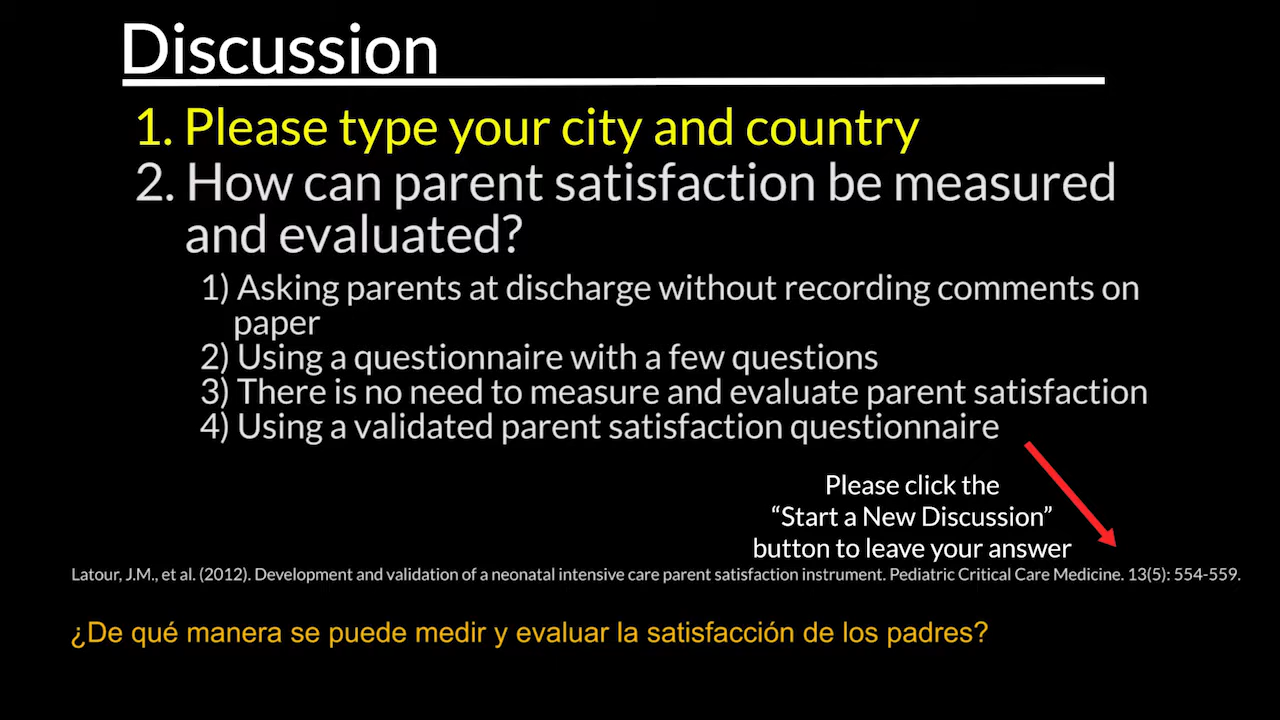 Discussion
1. Please type your city and country
2. How can parent satisfaction be measured
and evaluated?
1) Asking parents at discharge without recording comments on
paper
2) Using a questionnaire with a few questions
3) There is no need to measure and evaluate parent satisfaction
4) Using a validated parent satisfaction questionnaire
Please click the
“Start a New Discussion”
button to leave your answer
Latour, J.M., et al. (2012). Development and validation of a neonatal intensive care parent satisfaction instrument. Pediatric Critical Care Medicine. 13(5): 554-559.
¿De qué manera se puede medir y evaluar la satisfacción de los padres?